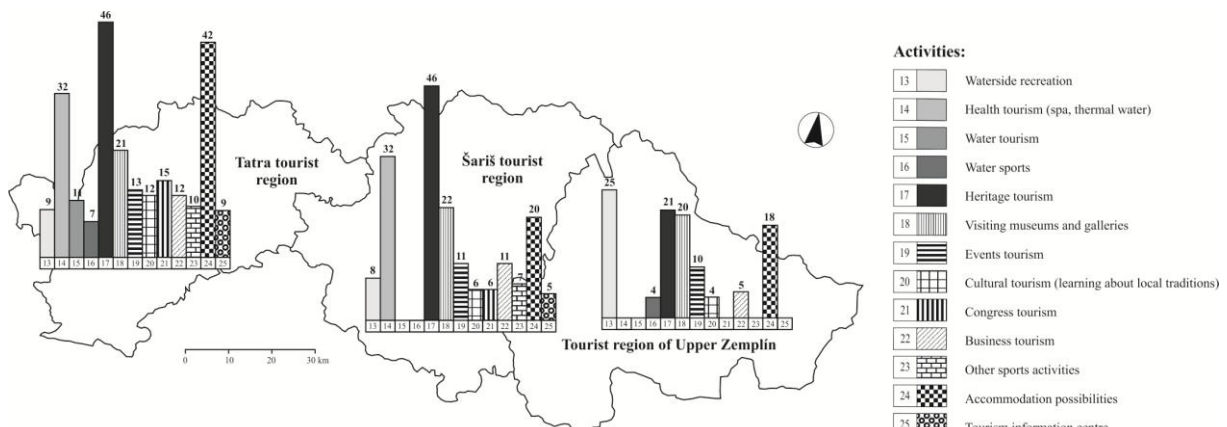 46
42
32
21
15
13
12
12
11
10
9
9
7
13 14 15 16 17 18 19 20 21 22 23 24 25
Tatra tourist
region
46
32
22
20
11
11
8
7
6
6
5
13 14 15 16 17 18 19 20 21 22 23 24 25
Šariš tourist
region
25
21
20
18
10
5
4
4
13 14 15 16 17 18 19 20 21 22 23 24 25
Tourist region of Upper Zemplín
0 10 20 30 km
Activities:
13 Waterside recreation
14 Health tourism (spa, thermal water)
15 Water tourism
16 Water sports
17 Heritage tourism
18 Visiting museums and galleries
19 Events tourism
20 Cultural tourism (learning about local traditions)
21 Congress tourism
22 Business tourism
23 Other sports activities
24 Accommodation possibilities
25 Tourism information centre